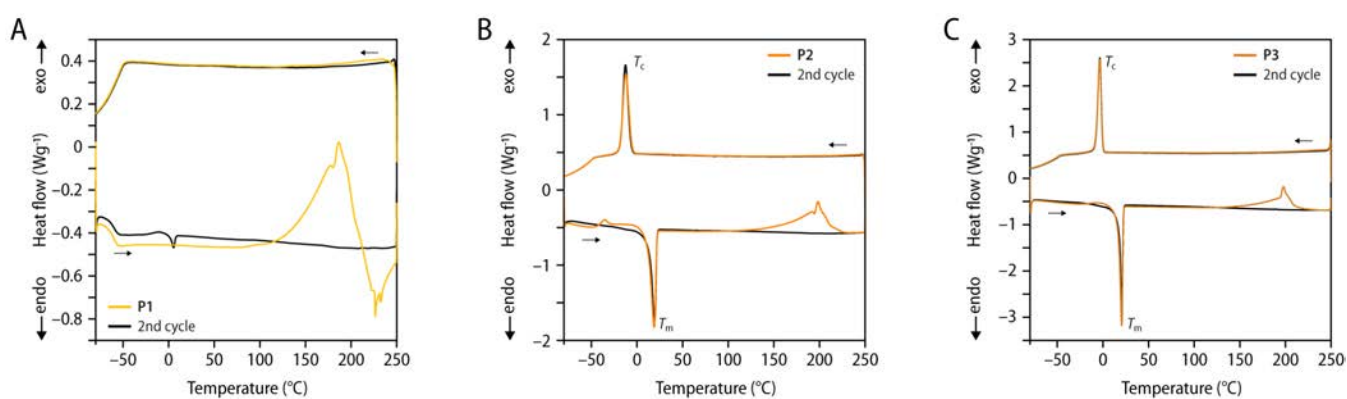 A
exo
Heat flow (Wg⁻¹)
endo
0.4
0.2
0
−0.2
−0.4
−0.6
−0.8
P1
2nd cycle
−50
0
50
100
150
200
250
Temperature (°C)
B
exo
Heat flow (Wg⁻¹)
endo
2
1
0
−1
−2
Tc
P2
2nd cycle
Tm
−50
0
50
100
150
200
250
Temperature (°C)
C
exo
Heat flow (Wg⁻¹)
endo
3
2
1
0
−1
−2
−3
Tc
P3
2nd cycle
Tm
−50
0
50
100
150
200
250
Temperature (°C)